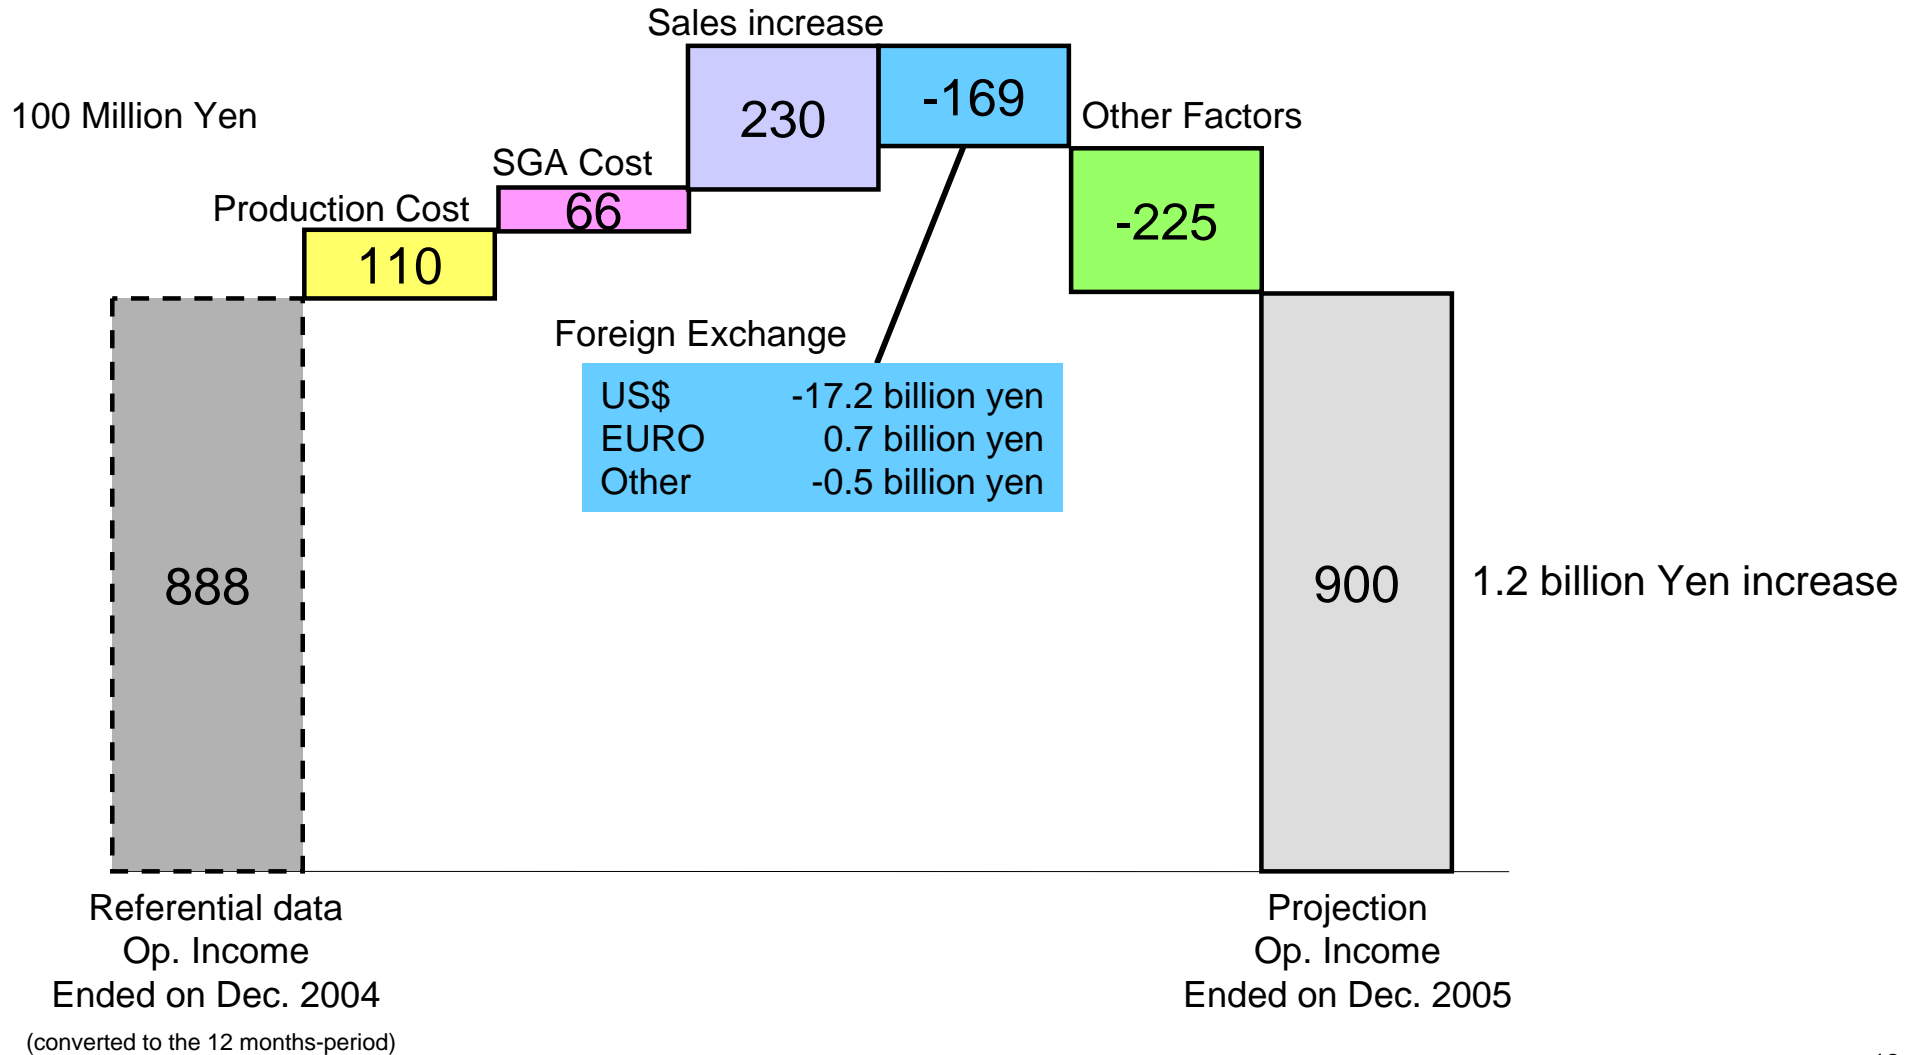 Sales increase
100 Million Yen
230
-169
Other Factors
SGA Cost
66
Production Cost
110
-225
Foreign Exchange
US$ -17.2 billion yen
EURO 0.7 billion yen
Other -0.5 billion yen
888
900
1.2 billion Yen increase
Referential data
Op. Income
Ended on Dec. 2004
(converted to the 12 months-period)
Projection
Op. Income
Ended on Dec. 2005